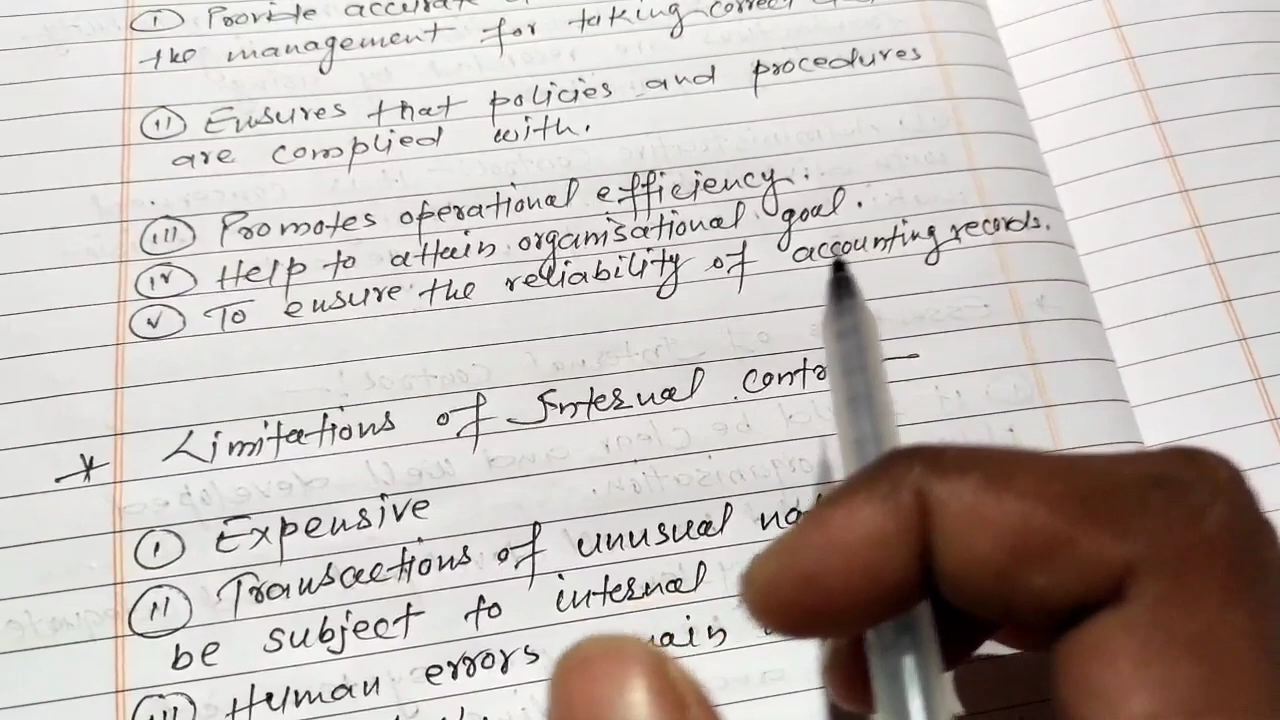 (I) Provide
the management for taking correct
(II) Ensures that policies and procedures
are complied with.
(III) Promotes operational efficiency.
(IV) Help to attain organisational goal.
(V) To ensure the reliability of accounting records.
* Limitations of Internal
(I) Expensive
(II) Transactions of unusual
be subject to internal
(III) Human errors